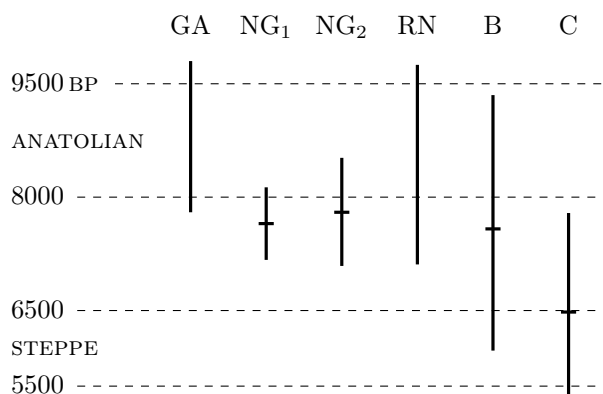 GA NG₁ NG₂ RN B C
9500 BP
ANATOLIAN
8000
6500
STEPPE
5500